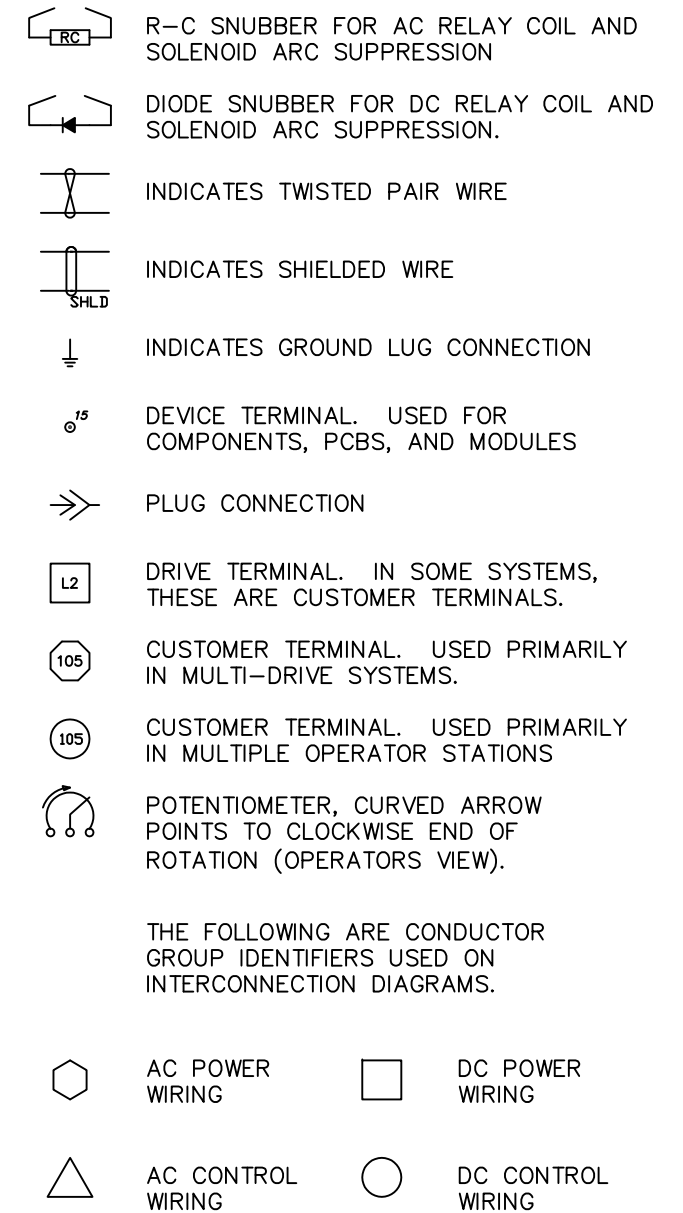 RC
R-C SNUBBER FOR AC RELAY COIL AND
SOLENOID ARC SUPPRESSION
DIODE SNUBBER FOR DC RELAY COIL AND
SOLENOID ARC SUPPRESSION.
INDICATES TWISTED PAIR WIRE
INDICATES SHIELDED WIRE
SHLD
INDICATES GROUND LUG CONNECTION
15
DEVICE TERMINAL. USED FOR
COMPONENTS, PCBS, AND MODULES
PLUG CONNECTION
L2
DRIVE TERMINAL. IN SOME SYSTEMS,
THESE ARE CUSTOMER TERMINALS.
105
CUSTOMER TERMINAL. USED PRIMARILY
IN MULTI-DRIVE SYSTEMS.
105
CUSTOMER TERMINAL. USED PRIMARILY
IN MULTIPLE OPERATOR STATIONS
POTENTIOMETER, CURVED ARROW
POINTS TO CLOCKWISE END OF
ROTATION (OPERATORS VIEW).
THE FOLLOWING ARE CONDUCTOR
GROUP IDENTIFIERS USED ON
INTERCONNECTION DIAGRAMS.
AC POWER
WIRING
DC POWER
WIRING
AC CONTROL
WIRING
DC CONTROL
WIRING